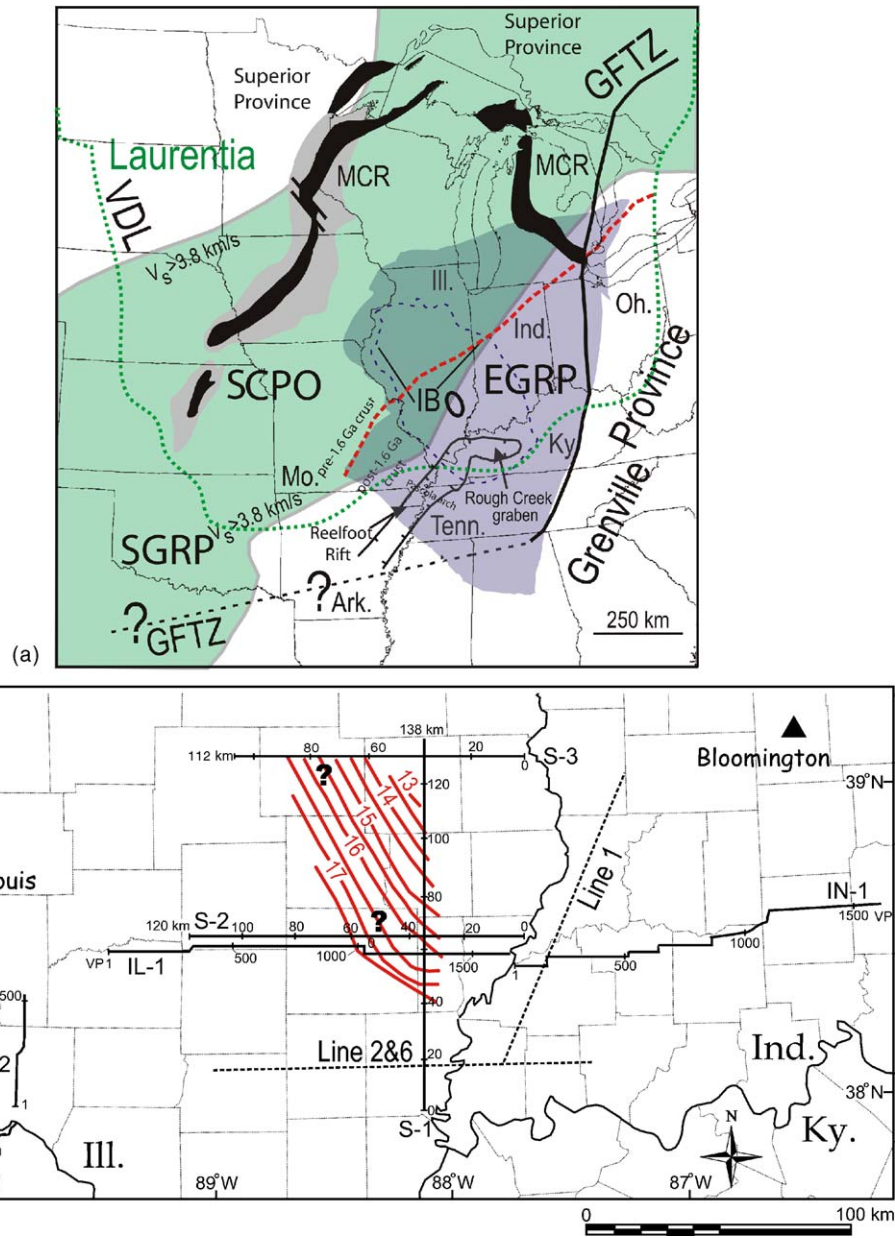 Superior
Province
GFTZ
Superior
Province
Laurentia
MCR
MCR
VDL
Vs>3.8 km/s
Ill.
Oh.
Ind.
SCPO
EGRP
IB
pre-1.6 Ga crust
post-1.6 Ga
crust
Ky
Mo.
Rough Creek
graben
Vs>3.8 km/s
Reelfoot
Rift
Tenn.
Grenville Province
SGRP
?
?
Ark.
GFTZ
250 km
(a)
138 km
112 km
80
60
20
0
S-3
Bloomington
?
13
120
39°N
14
15
100
16
17
80
Line 1
ouis
?
IN-1
S-2
120 km
100
80
60
40
20
0
1500 VP
VP1
IL-1
500
1000
0
1500
1
500
1000
500
40
Line 2&6
20
Ind.
2
1
0
38°N
S-1
N
Ky.
Ill.
89°W
88°W
87°W
0
100 km